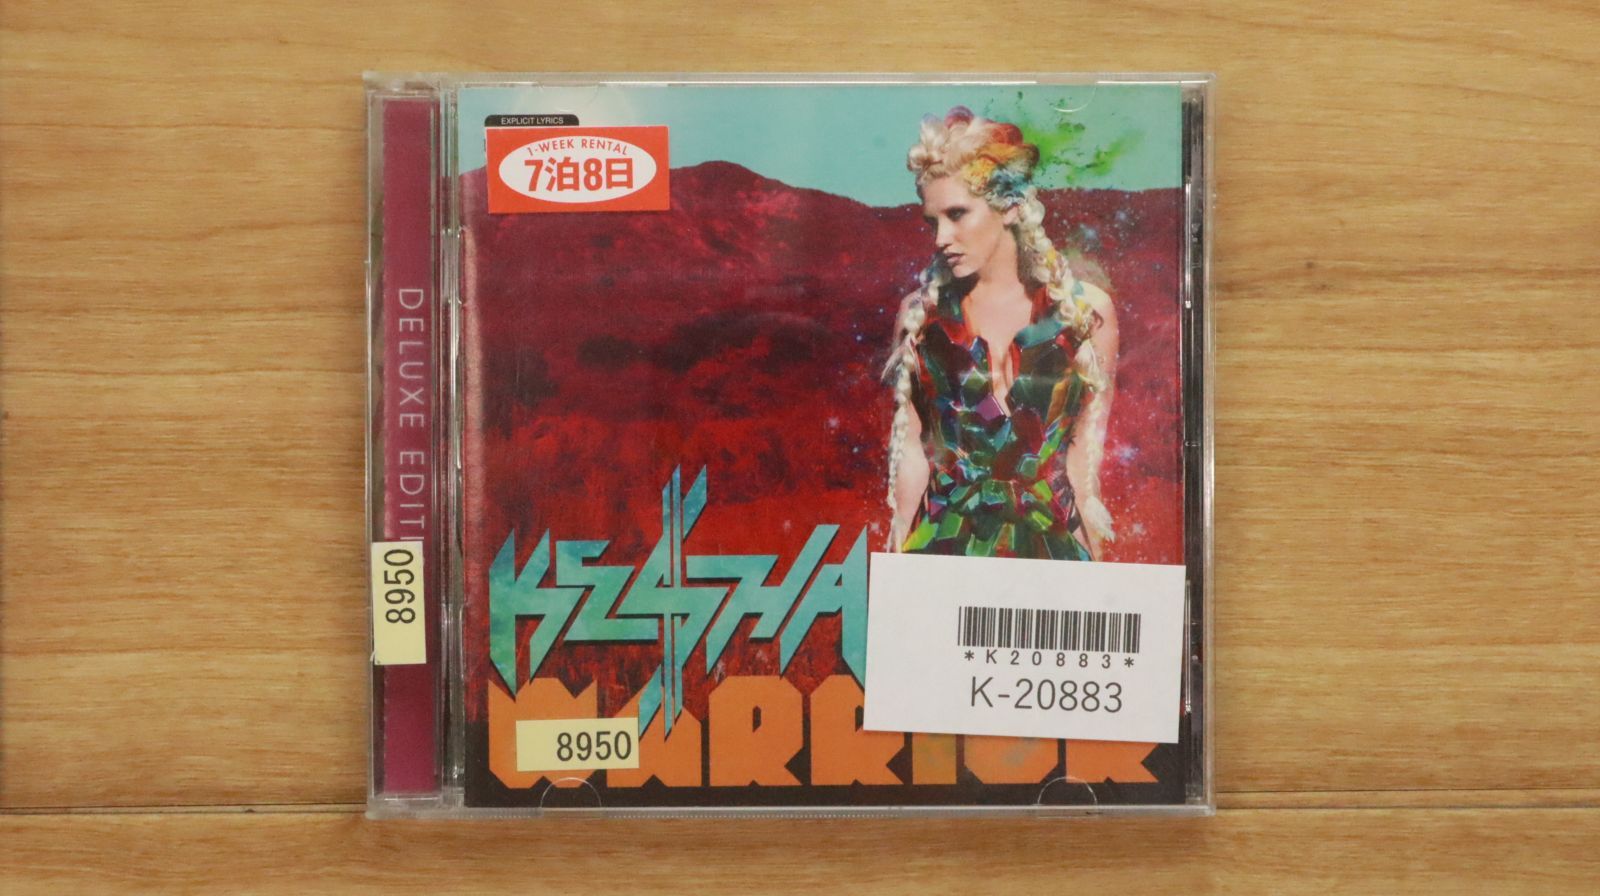 EXPLICIT LYRICS
1-WEEK RENTAL
7泊8日
DELUXE EDITI
8950
KE$HA
WARRIOR
8950
*K20883*
K-20883